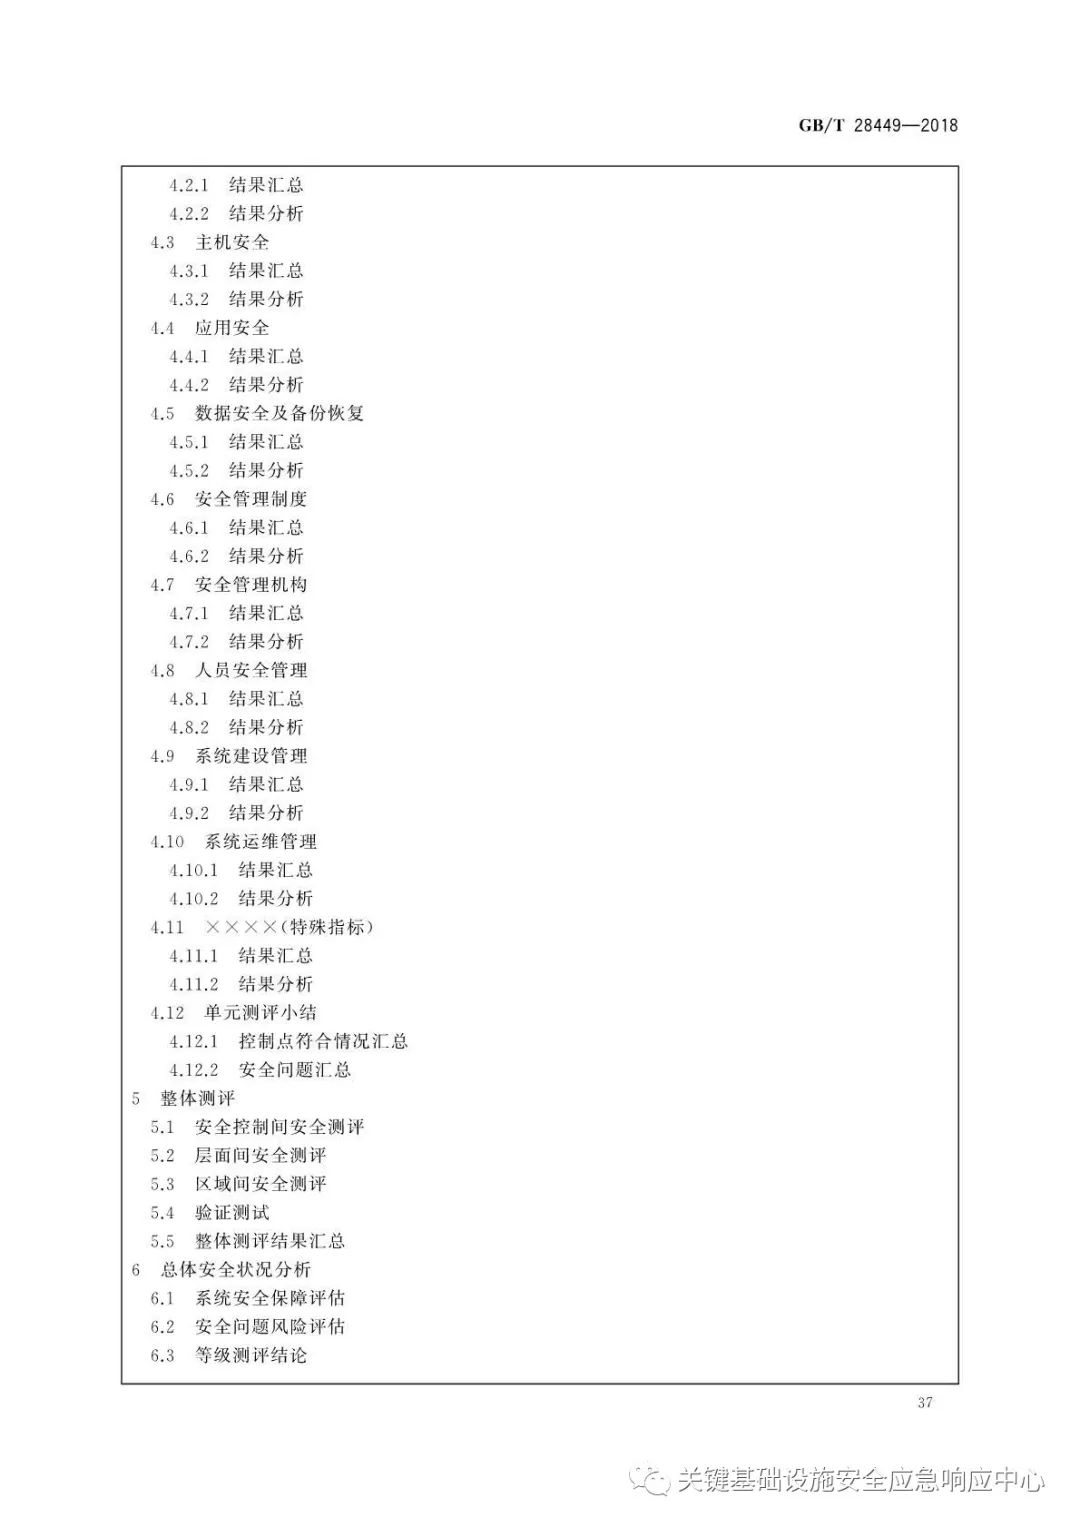 GB/T 28449—2018
4.2.1 结果汇总
4.2.2 结果分析
4.3 主机安全
4.3.1 结果汇总
4.3.2 结果分析
4.4 应用安全
4.4.1 结果汇总
4.4.2 结果分析
4.5 数据安全及备份恢复
4.5.1 结果汇总
4.5.2 结果分析
4.6 安全管理制度
4.6.1 结果汇总
4.6.2 结果分析
4.7 安全管理机构
4.7.1 结果汇总
4.7.2 结果分析
4.8 人员安全管理
4.8.1 结果汇总
4.8.2 结果分析
4.9 系统建设管理
4.9.1 结果汇总
4.9.2 结果分析
4.10 系统运维管理
4.10.1 结果汇总
4.10.2 结果分析
4.11 ××××(特殊指标)
4.11.1 结果汇总
4.11.2 结果分析
4.12 单元测评小结
4.12.1 控制点符合情况汇总
4.12.2 安全问题汇总
5 整体测评
5.1 安全控制间安全测评
5.2 层面间安全测评
5.3 区域间安全测评
5.4 验证测试
5.5 整体测评结果汇总
6 总体安全状况分析
6.1 系统安全保障评估
6.2 安全问题风险评估
6.3 等级测评结论
37
关键基础设施安全应急响应中心